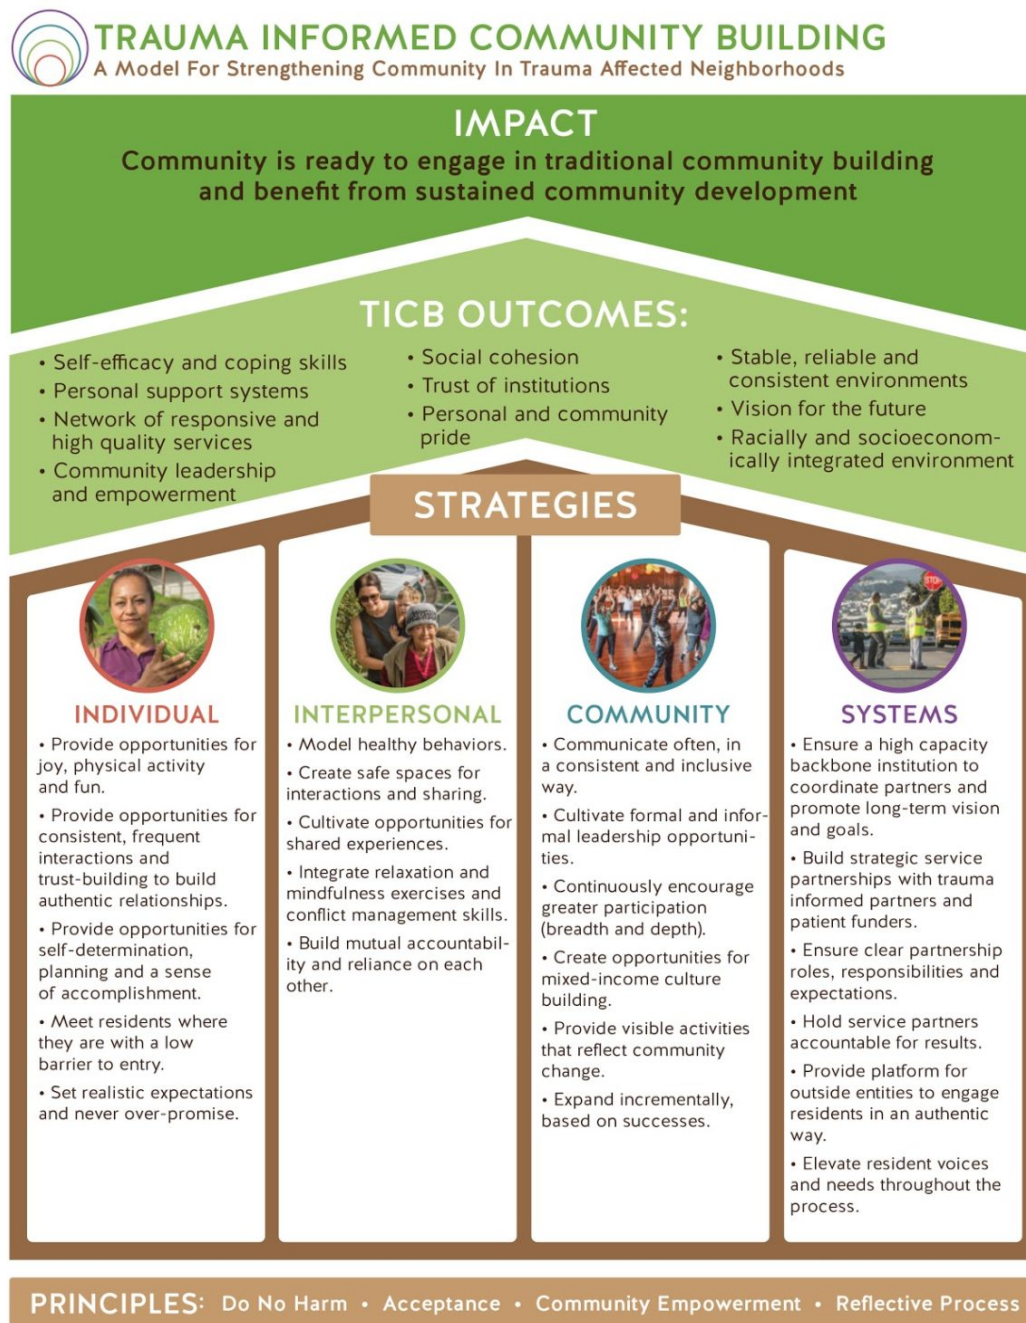 TRAUMA INFORMED COMMUNITY BUILDING
A Model For Strengthening Community In Trauma Affected Neighborhoods
IMPACT
Community is ready to engage in traditional community building
and benefit from sustained community development
TICB OUTCOMES:
• Self-efficacy and coping skills
• Personal support systems
• Network of responsive and
high quality services
• Community leadership
and empowerment
• Social cohesion
• Trust of institutions
• Personal and community
pride
• Stable, reliable and
consistent environments
• Vision for the future
• Racially and socioeconom-
ically integrated environment
STRATEGIES
INDIVIDUAL
• Provide opportunities for
joy, physical activity
and fun.
• Provide opportunities for
consistent, frequent
interactions and
trust-building to build
authentic relationships.
• Provide opportunities for
self-determination,
planning and a sense
of accomplishment.
• Meet residents where
they are with a low
barrier to entry.
• Set realistic expectations
and never over-promise.
INTERPERSONAL
• Model healthy behaviors.
• Create safe spaces for
interactions and sharing.
• Cultivate opportunities for
shared experiences.
• Integrate relaxation and
mindfulness exercises and
conflict management skills.
• Build mutual accountabil-
ity and reliance on each
other.
COMMUNITY
• Communicate often, in
a consistent and inclusive
way.
• Cultivate formal and infor-
mal leadership opportuni-
ties.
• Continuously encourage
greater participation
(breadth and depth).
• Create opportunities for
mixed-income culture
building.
• Provide visible activities
that reflect community
change.
• Expand incrementally,
based on successes.
STOP
SYSTEMS
• Ensure a high capacity
backbone institution to
coordinate partners and
promote long-term vision
and goals.
• Build strategic service
partnerships with trauma
informed partners and
patient funders.
• Ensure clear partnership
roles, responsibilities and
expectations.
• Hold service partners
accountable for results.
• Provide platform for
outside entities to engage
residents in an authentic
way.
• Elevate resident voices
and needs throughout the
process.
PRINCIPLES: Do No Harm • Acceptance • Community Empowerment • Reflective Process